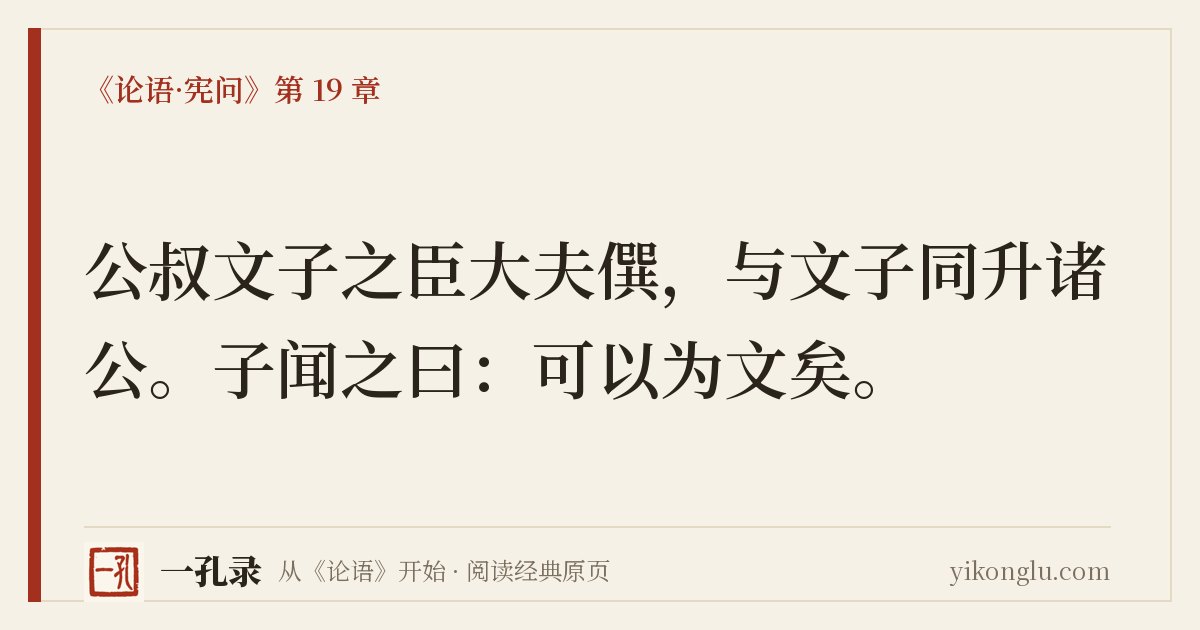 《论语·宪问》第 19 章
公叔文子之臣大夫僎，与文子同升诸
公。子闻之曰：可以为文矣。
一孔
一孔录 从《论语》开始 · 阅读经典原页 yikonglu.com